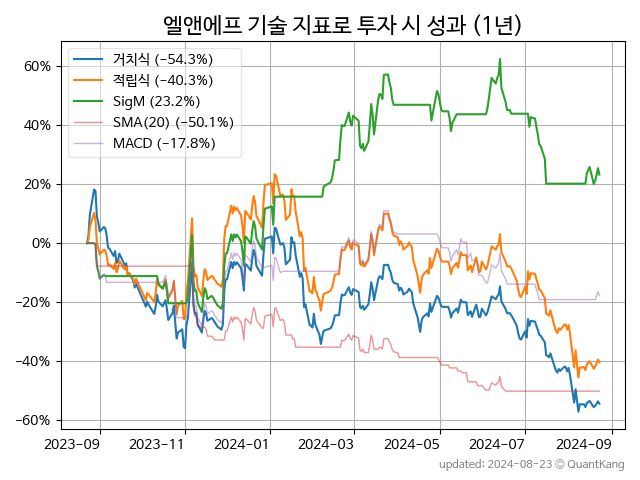 엘앤에프 기술 지표로 투자 시 성과 (1년)
거치식 (−54.3%)
적립식 (−40.3%)
SigM (23.2%)
SMA(20) (−50.1%)
MACD (−17.8%)
60%
40%
20%
0%
−20%
−40%
−60%
2023-09 2023-11 2024-01 2024-03 2024-05 2024-07 2024-09
updated: 2024-08-23 ⓒ QuantKang